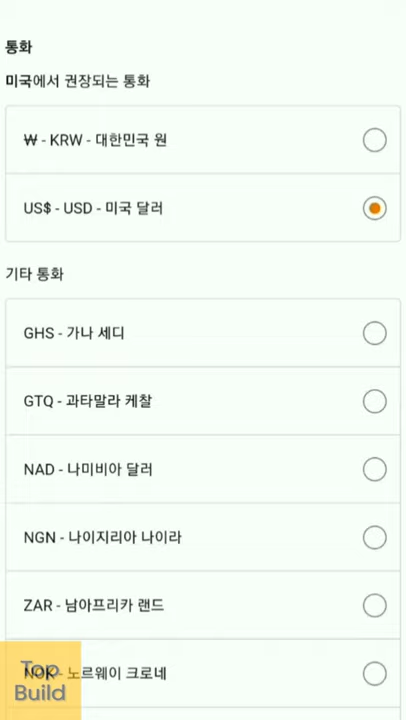 통화
미국에서 권장되는 통화
₩ - KRW - 대한민국 원
US$ - USD - 미국 달러
기타 통화
GHS - 가나 세디
GTQ - 과타말라 케찰
NAD - 나미비아 달러
NGN - 나이지리아 나이라
ZAR - 남아프리카 랜드
NOK - 노르웨이 크로네
Top
Build